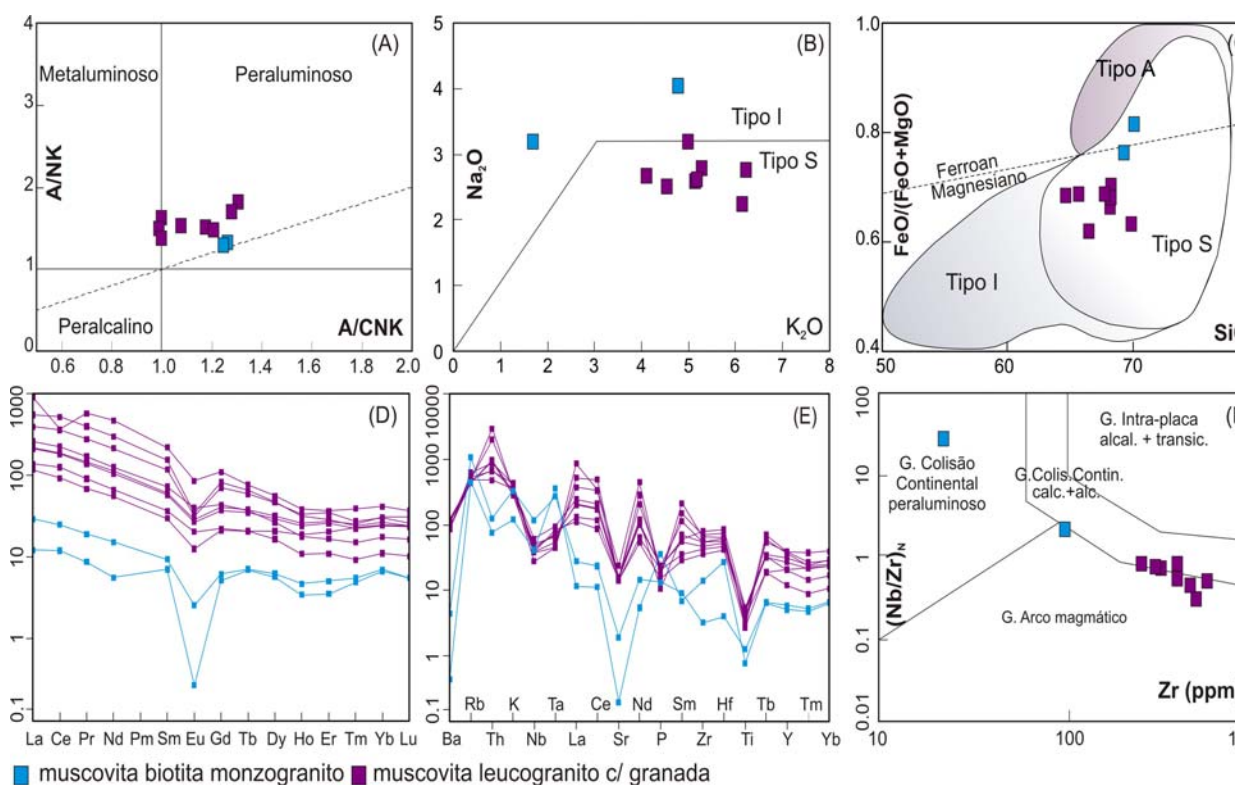 (A)
4
3
2
1
0
A/NK
Metaluminoso
Peraluminoso
Peralcalino
A/CNK
0.6 0.8 1.0 1.2 1.4 1.6 1.8 2.0
(B)
5
4
3
2
1
0
Na2O
Tipo I
Tipo S
K2O
0 1 2 3 4 5 6 7 8
1.0
0.8
0.6
0.4
FeO/(FeO+MgO)
Tipo A
Ferroan
Magnesiano
Tipo S
Tipo I
50 60 70
(D)
1000
100
10
1
0.1
La Ce Pr Nd Pm Sm Eu Gd Tb Dy Ho Er Tm Yb Lu
(E)
10000
1000
100
10
1
0.1
Rb K Ta Ce Nd Sm Hf Tb Tm
Ba Th Nb La Sr P Zr Ti Y Yb
100
10
1
0.1
0.01
(Nb/Zr)N
G. Intra-placa
alcal. + transic.
G. Colisão
Continental
peraluminoso
G.Colis.Contin.
calc.+alc.
G. Arco magmático
Zr (ppm
10 100
muscovita biotita monzogranito
muscovita leucogranito c/ granada